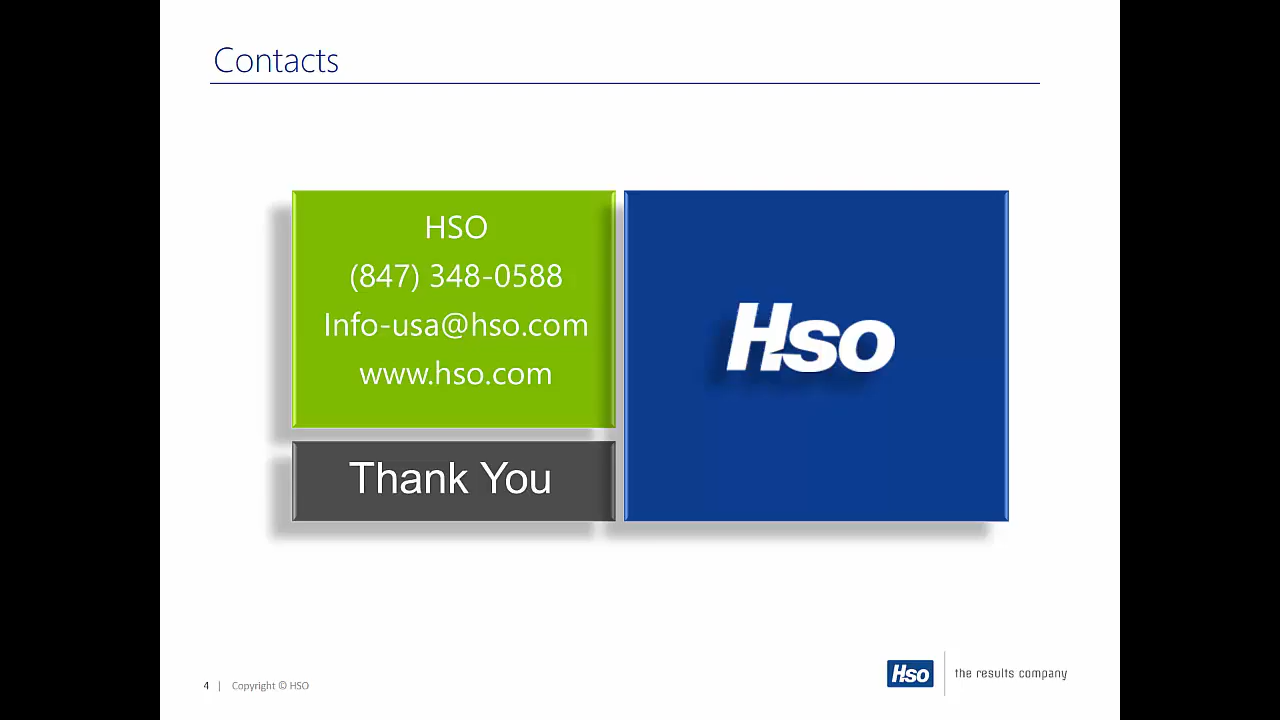 Contacts
HSO
(847) 348-0588
Info-usa@hso.com
www.hso.com
Thank You
Hso
4 | Copyright © HSO
Hso | the results company